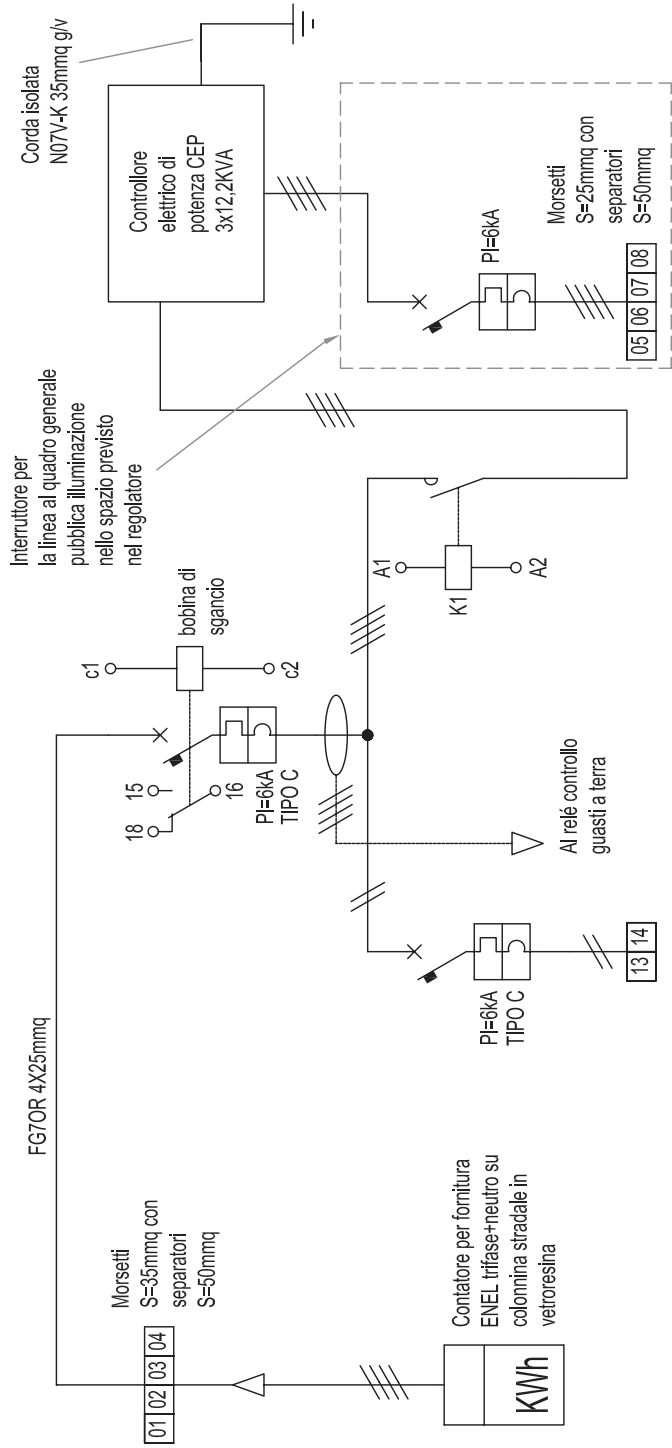 Corda isolata
N07V-K 35mmq g/v
Controllore
elettrico di
potenza CEP
3x12,2KVA
Interruttore per
la linea al quadro generale
pubblica illuminazione
nello spazio previsto
nel regolatore
PI=6kA
Morsetti
S=25mmq con
separatori
S=50mmq
05 06 07 08
c1
bobina di
sgancio
c2
15
18
16
PI=6kA
TIPO C
A1
K1
A2
Al relé controllo
guasti a terra
FG7OR 4X25mmq
PI=6kA
TIPO C
13 14
Morsetti
S=35mmq con
separatori
S=50mmq
01 02 03 04
Contatore per fornitura
ENEL trifase+neutro su
colonnina stradale in
vetroresina
KWh